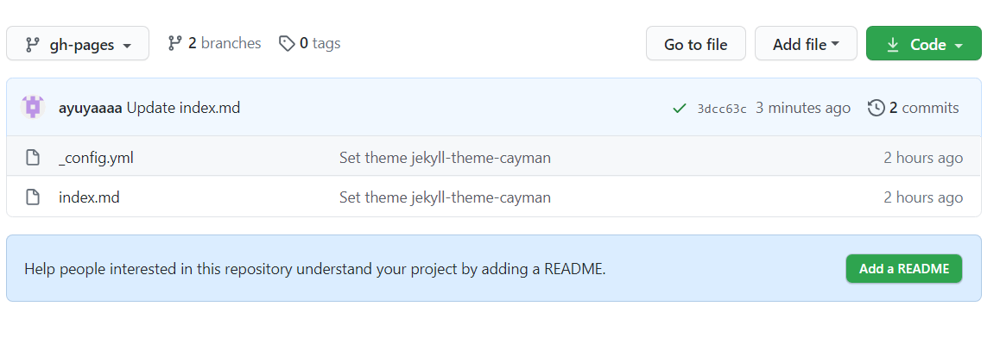 gh-pages 2 branches 0 tags Go to file Add file Code
ayuyaaaa Update index.md 3dcc63c 3 minutes ago 2 commits
_config.yml Set theme jekyll-theme-cayman 2 hours ago
index.md Set theme jekyll-theme-cayman 2 hours ago
Help people interested in this repository understand your project by adding a README. Add a README